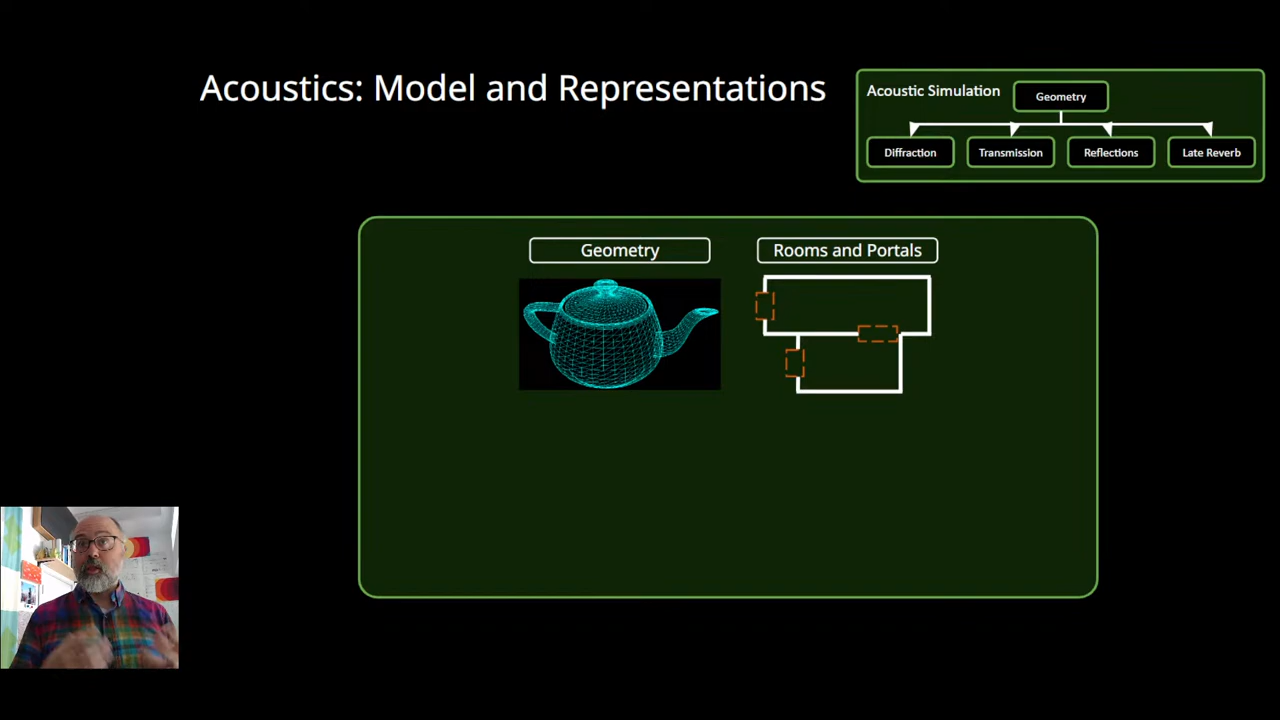 Acoustics: Model and Representations
Acoustic Simulation
Geometry
Diffraction
Transmission
Reflections
Late Reverb
Geometry
Rooms and Portals